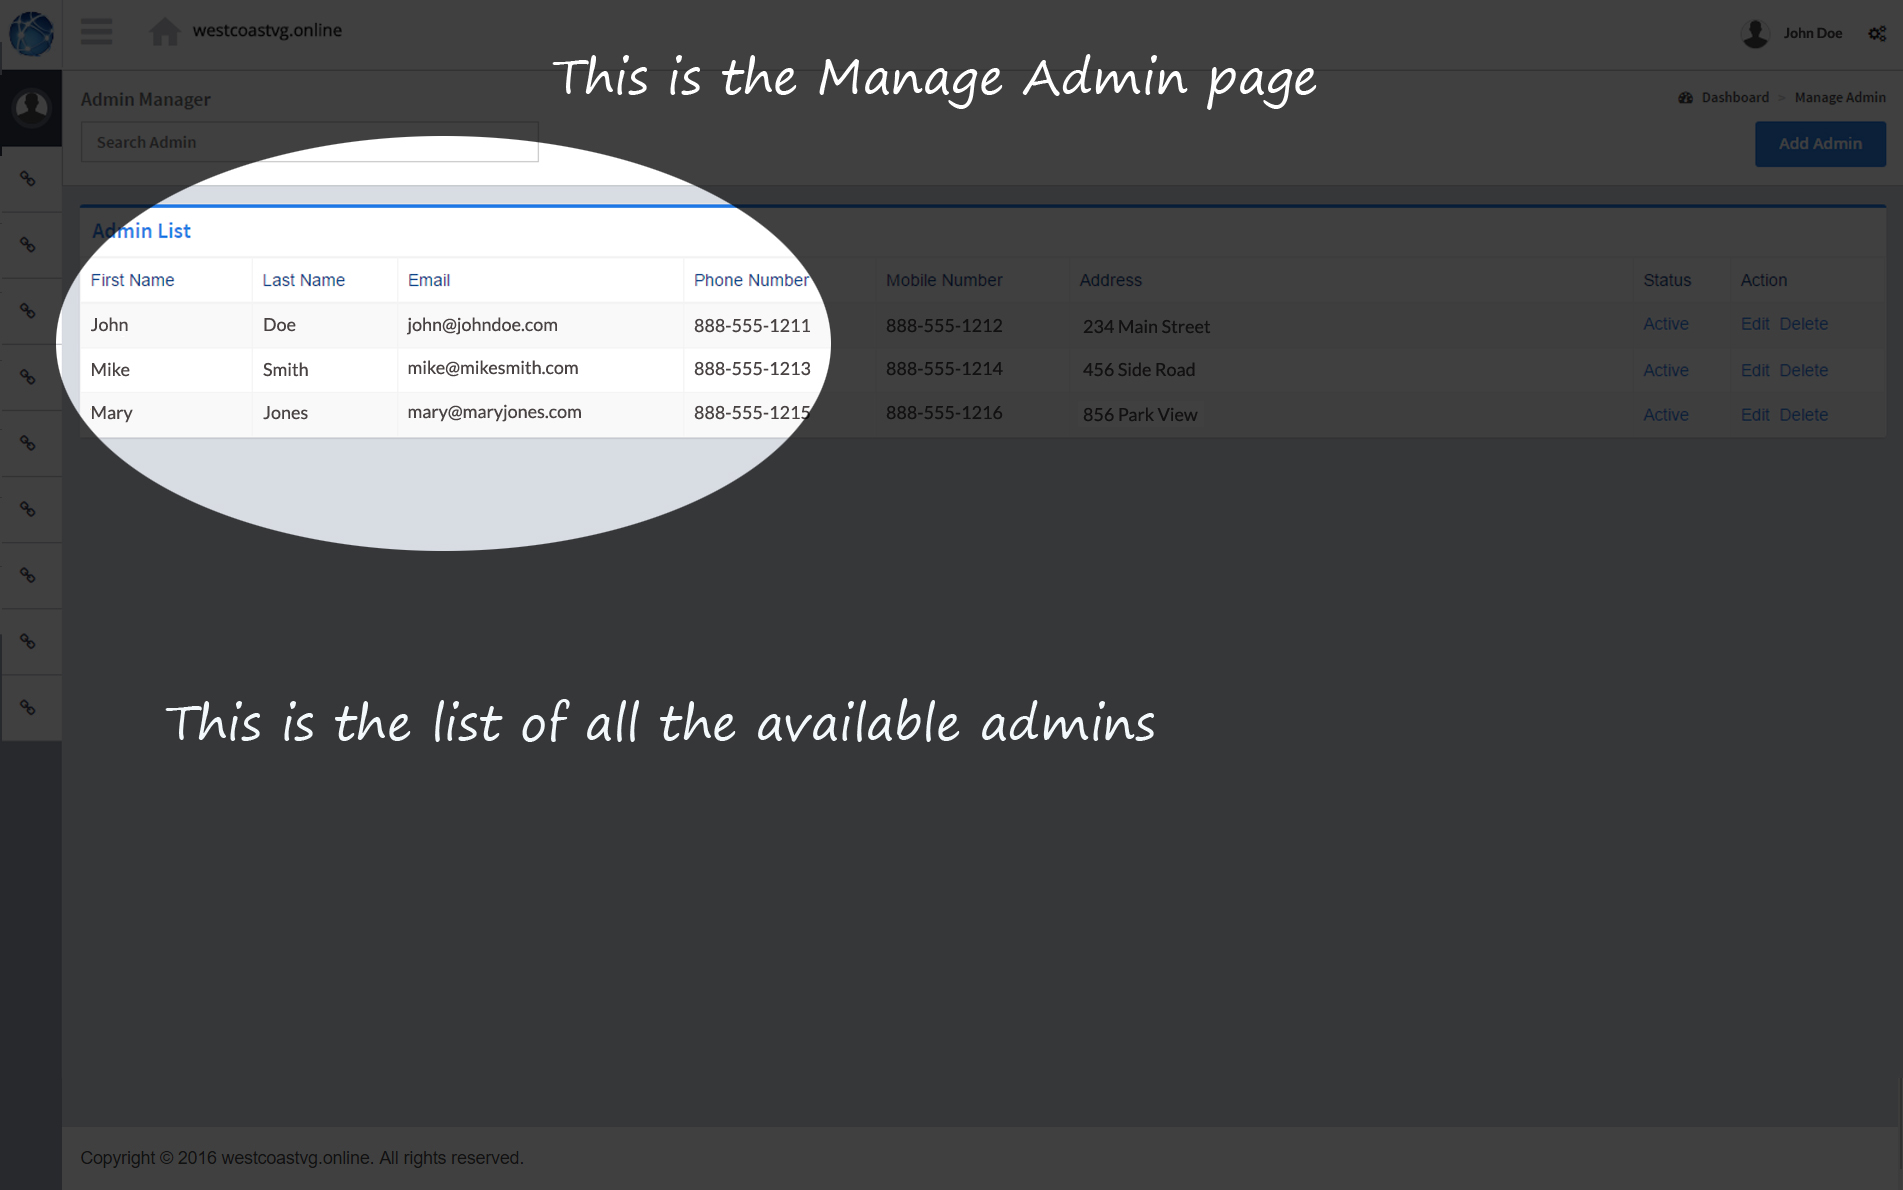 westcoastvg.online
John Doe
This is the Manage Admin page
Admin Manager
Dashboard > Manage Admin
Search Admin
Add Admin
Admin List
First Name Last Name Email Phone Number Mobile Number Address Status Action
John Doe john@johndoe.com 888-555-1211 888-555-1212 234 Main Street Active Edit Delete
Mike Smith mike@mikesmith.com 888-555-1213 888-555-1214 456 Side Road Active Edit Delete
Mary Jones mary@maryjones.com 888-555-1215 888-555-1216 856 Park View Active Edit Delete
This is the list of all the available admins
Copyright © 2016 westcoastvg.online. All rights reserved.